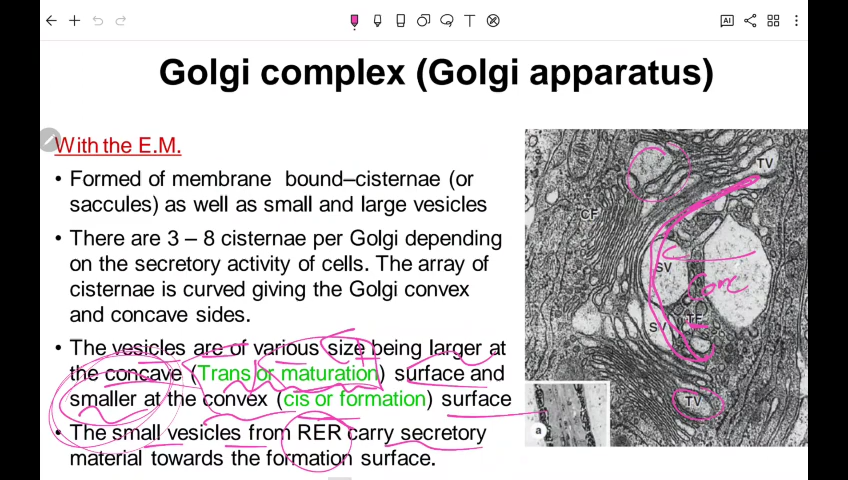 AI
T
Golgi complex (Golgi apparatus)
With the E.M.
• Formed of membrane bound–cisternae (or
saccules) as well as small and large vesicles
• There are 3 – 8 cisternae per Golgi depending
on the secretory activity of cells. The array of
cisternae is curved giving the Golgi convex
and concave sides.
• The vesicles are of various size being larger at
the concave (Trans or maturation) surface and
smaller at the convex (cis or formation) surface
• The small vesicles from RER carry secretory
material towards the formation surface.
TV
CF
SV
Conc
TF
SV
TV
a